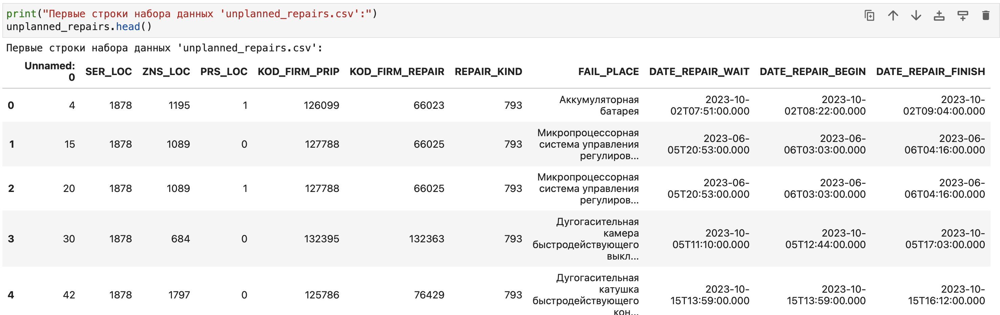 print("Первые строки набора данных 'unplanned_repairs.csv':")
unplanned_repairs.head()
Первые строки набора данных 'unplanned_repairs.csv':
Unnamed: 0 SER_LOC ZNS_LOC PRS_LOC KOD_FIRM_PRIP KOD_FIRM_REPAIR REPAIR_KIND FAIL_PLACE DATE_REPAIR_WAIT DATE_REPAIR_BEGIN DATE_REPAIR_FINISH
0 4 1878 1195 1 126099 66023 793 Аккумуляторная батарея 2023-10-02T07:51:00.000 2023-10-02T08:22:00.000 2023-10-02T09:04:00.000
1 15 1878 1089 0 127788 66025 793 Микропроцессорная система управления регулиров... 2023-06-05T20:53:00.000 2023-06-06T03:03:00.000 2023-06-06T04:16:00.000
2 20 1878 1089 1 127788 66025 793 Микропроцессорная система управления регулиров... 2023-06-05T20:53:00.000 2023-06-06T03:03:00.000 2023-06-06T04:16:00.000
3 30 1878 684 0 132395 132363 793 Дугогасительная камера быстродействующего выкл... 2023-10-05T11:10:00.000 2023-10-05T12:44:00.000 2023-10-05T17:03:00.000
4 42 1878 1797 0 125786 76429 793 Дугогасительная катушка быстродействующего кон... 2023-10-15T13:59:00.000 2023-10-15T13:59:00.000 2023-10-15T16:12:00.000